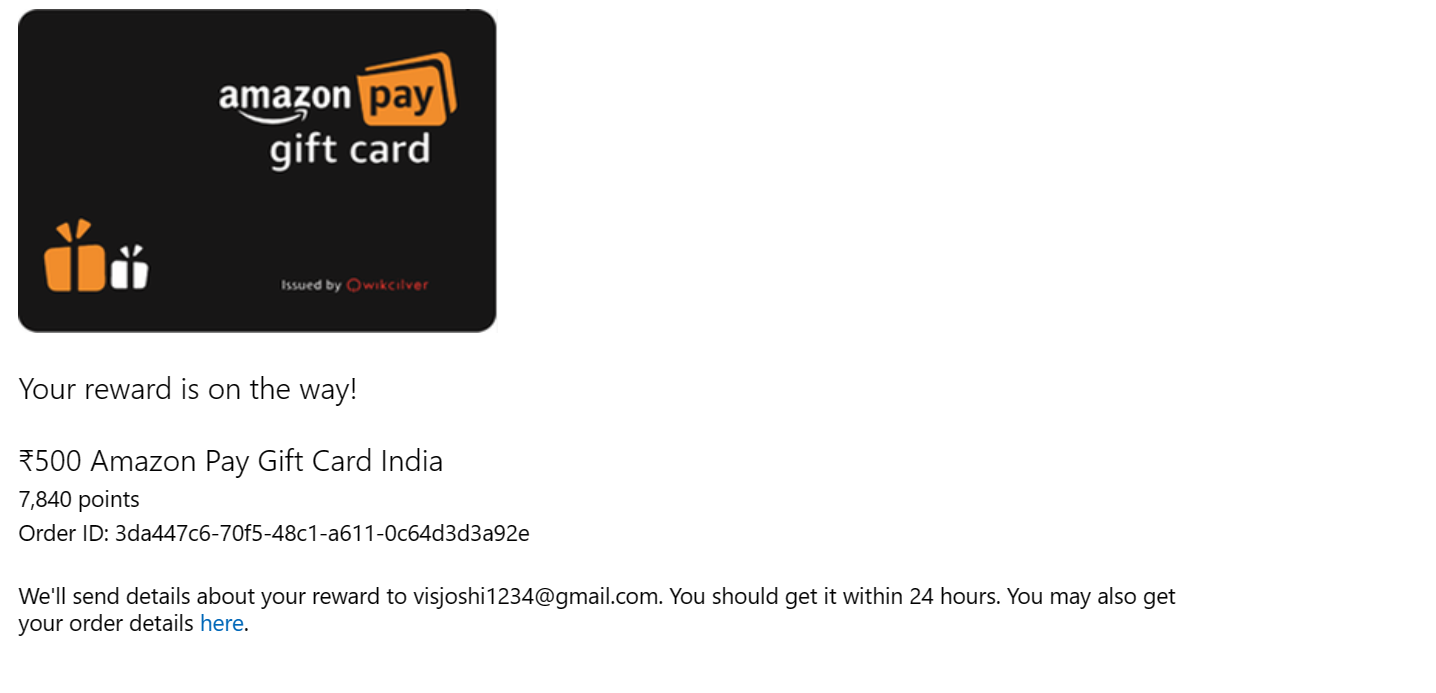 amazon pay
gift card
Issued by Qwikcilver
Your reward is on the way!
₹500 Amazon Pay Gift Card India
7,840 points
Order ID: 3da447c6-70f5-48c1-a611-0c64d3d3a92e
We'll send details about your reward to visjoshi1234@gmail.com. You should get it within 24 hours. You may also get
your order details here.